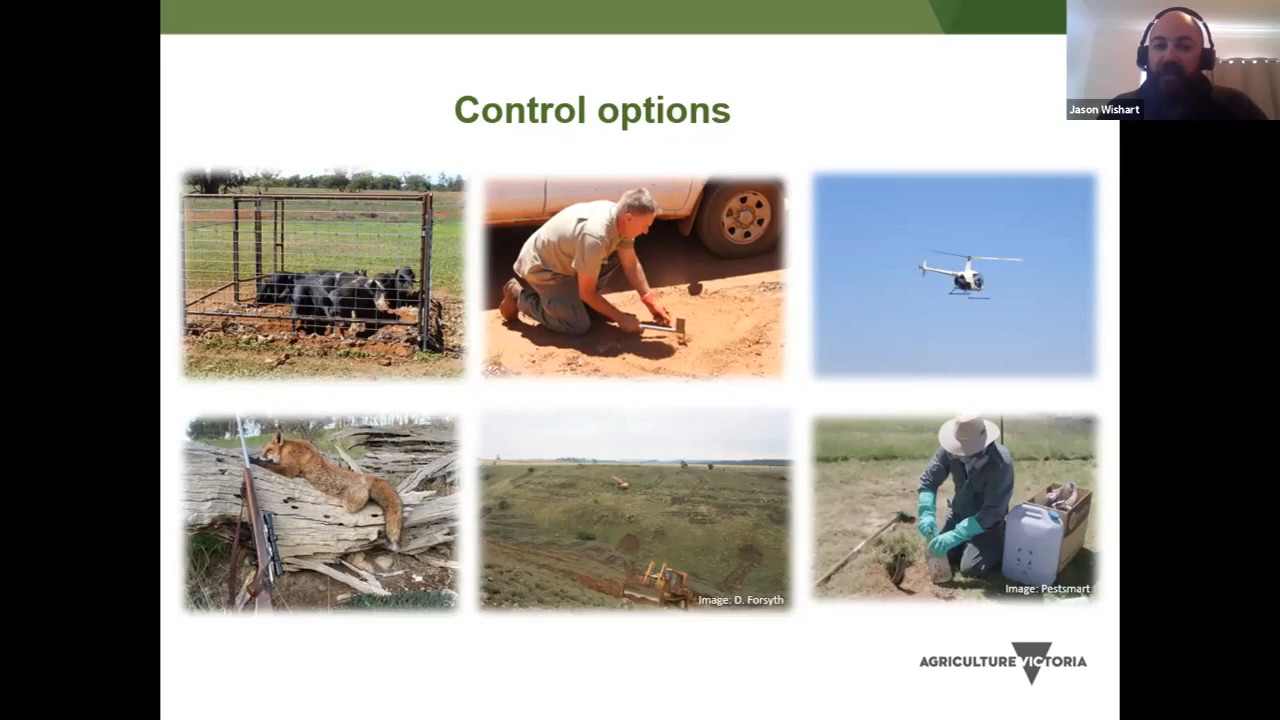 Control options
Jason Wishart
Image: D. Forsyth
Image: Pestsmart
AGRICULTURE VICTORIA